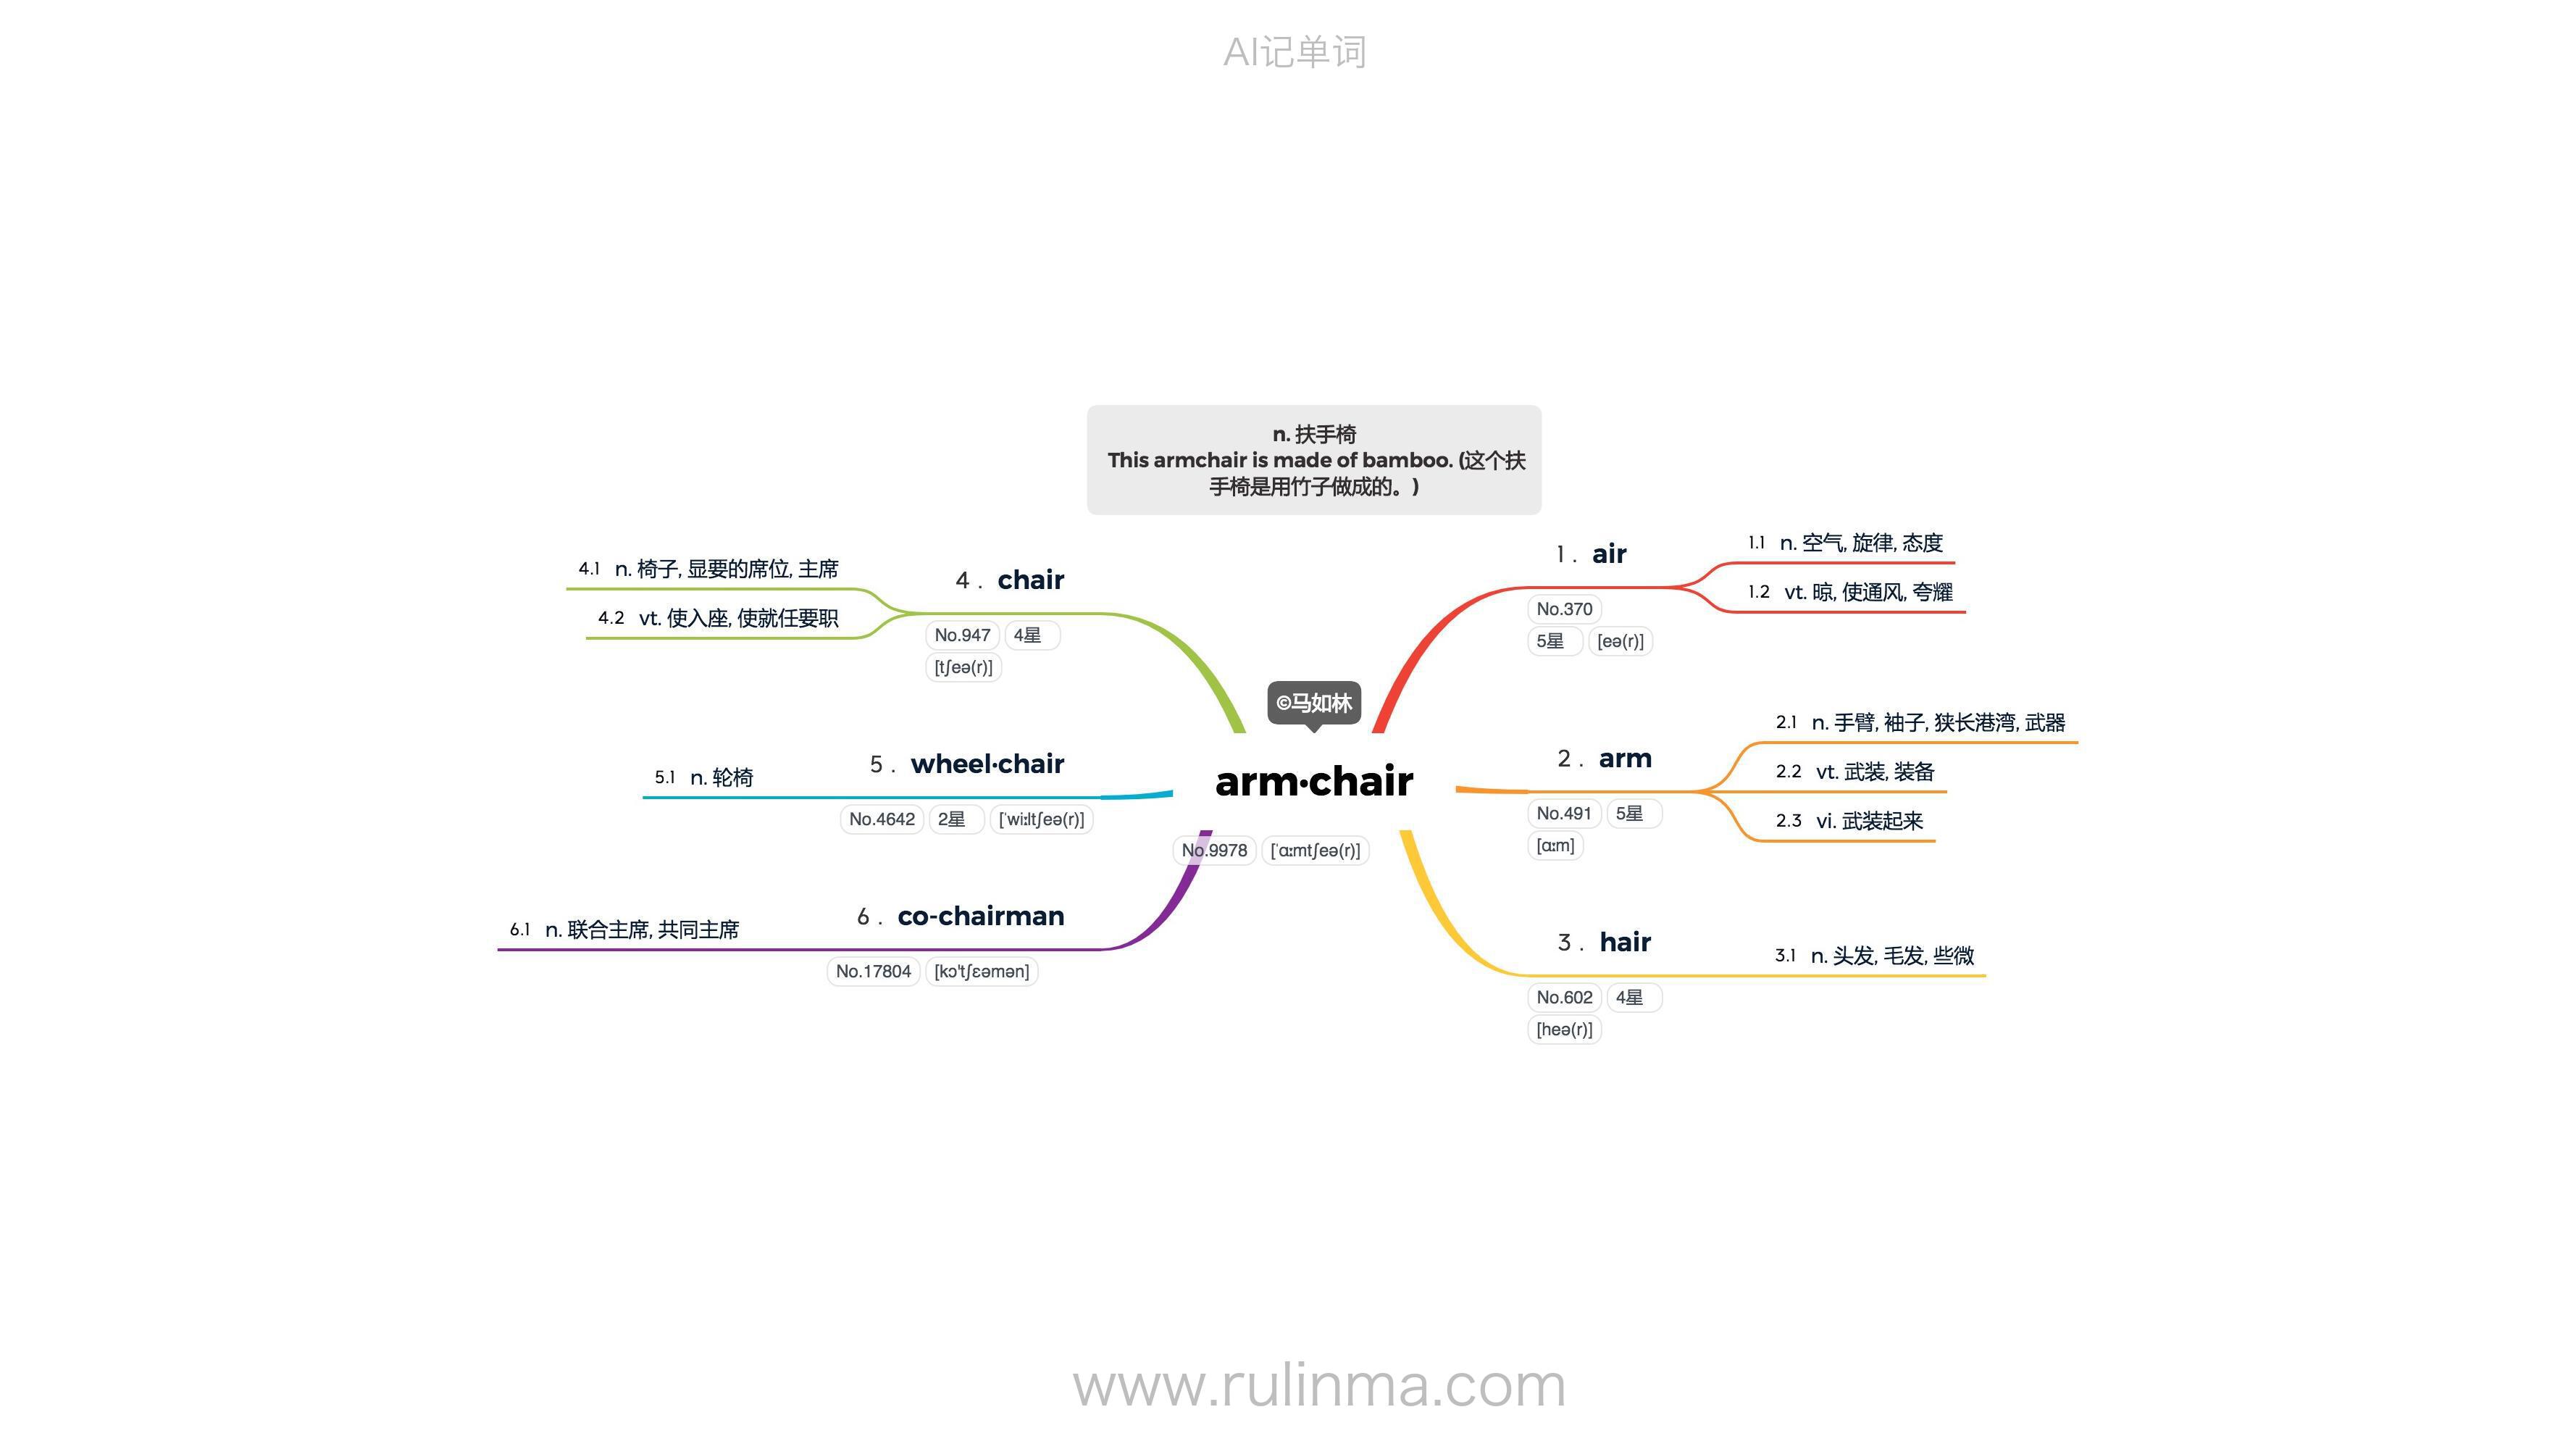 AI记单词
n. 扶手椅
This armchair is made of bamboo. (这个扶
手椅是用竹子做成的。)
©马如林
arm·chair
No.9978 [ˈɑːmtʃeə(r)]
1 . air
No.370
5星 [eə(r)]
1.1 n. 空气, 旋律, 态度
1.2 vt. 晾, 使通风, 夸耀
2 . arm
No.491 5星
[ɑːm]
2.1 n. 手臂, 袖子, 狭长港湾, 武器
2.2 vt. 武装, 装备
2.3 vi. 武装起来
3 . hair
No.602 4星
[heə(r)]
3.1 n. 头发, 毛发, 些微
4 . chair
No.947 4星
[tʃeə(r)]
4.1 n. 椅子, 显要的席位, 主席
4.2 vt. 使入座, 使就任要职
5 . wheel·chair
No.4642 2星 [ˈwiːltʃeə(r)]
5.1 n. 轮椅
6 . co-chairman
No.17804 [kɔ'tʃɛəmən]
6.1 n. 联合主席, 共同主席
www.rulinma.com